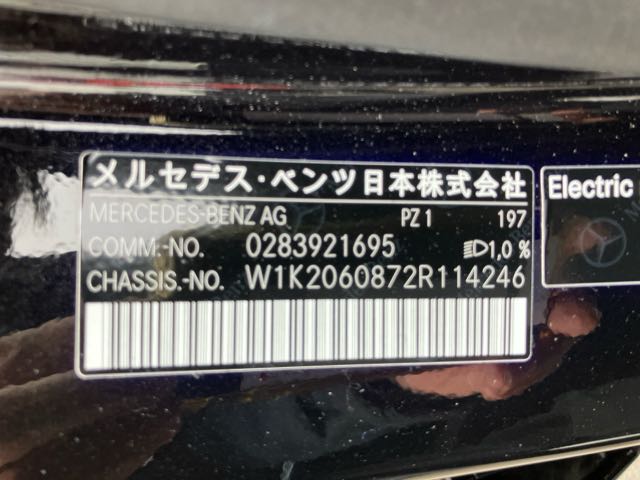 メルセデス・ベンツ日本株式会社
MERCEDES-BENZ AG PZ 1 197
COMM.-NO. 0283921695 1,0 %
CHASSIS.-NO. W1K2060872R114246
Electric